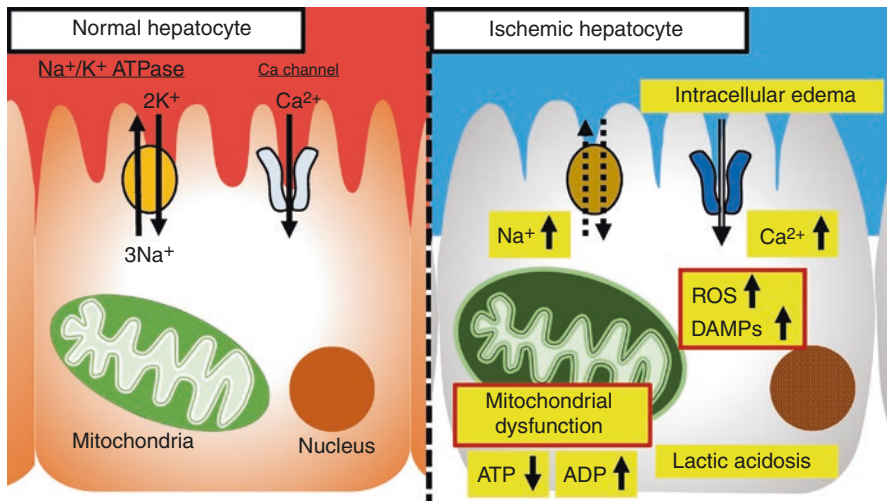 Normal hepatocyte
Na⁺/K⁺ ATPase
Ca channel
2K⁺
Ca²⁺
3Na⁺
Mitochondria
Nucleus
Ischemic hepatocyte
Intracellular edema
Na⁺ ↑
Ca²⁺ ↑
ROS ↑
DAMPs ↑
Mitochondrial
dysfunction
ATP ↓
ADP ↑
Lactic acidosis